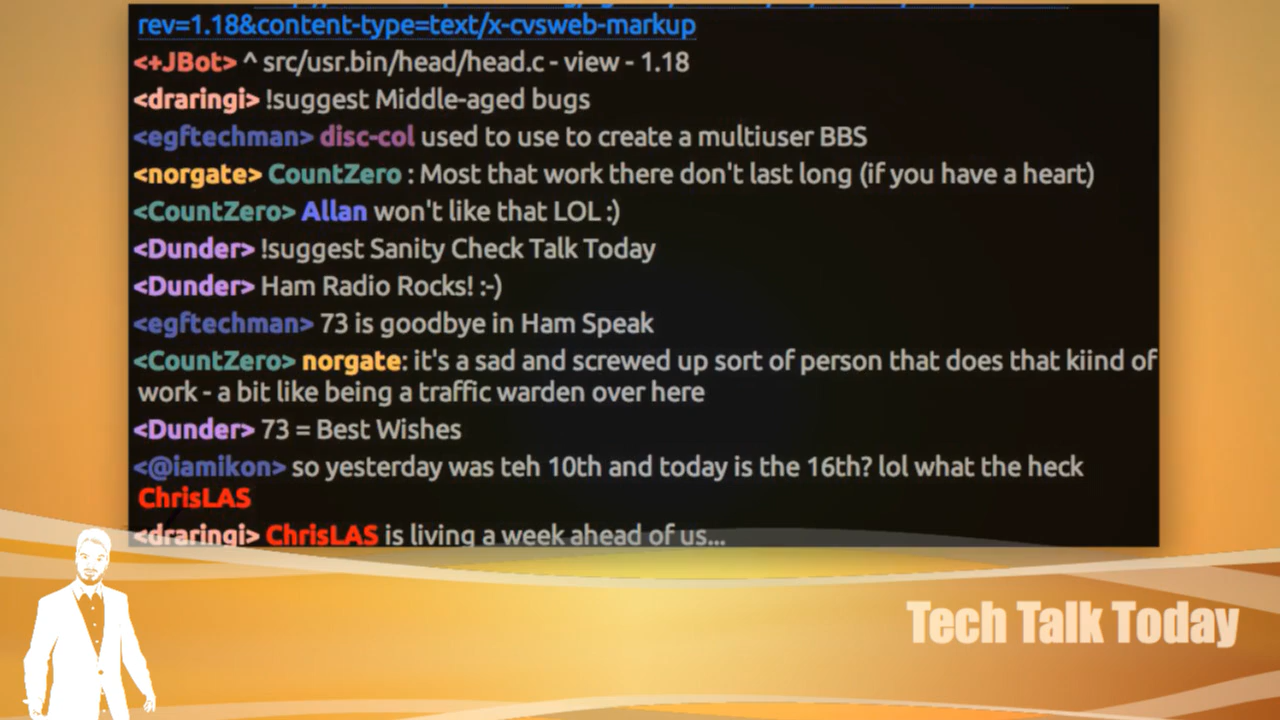 rev=1.18&content-type=text/x-cvsweb-markup
<+JBot> ^ src/usr.bin/head/head.c - view - 1.18
<draringi> !suggest Middle-aged bugs
<egftechman> disc-col used to use to create a multiuser BBS
<norgate> CountZero : Most that work there don't last long (if you have a heart)
<CountZero> Allan won't like that LOL :)
<Dunder> !suggest Sanity Check Talk Today
<Dunder> Ham Radio Rocks! :-)
<egftechman> 73 is goodbye in Ham Speak
<CountZero> norgate: it's a sad and screwed up sort of person that does that kiind of
work - a bit like being a traffic warden over here
<Dunder> 73 = Best Wishes
<@iamikon> so yesterday was teh 10th and today is the 16th? lol what the heck
ChrisLAS
<draringi> ChrisLAS is living a week ahead of us...
Tech Talk Today